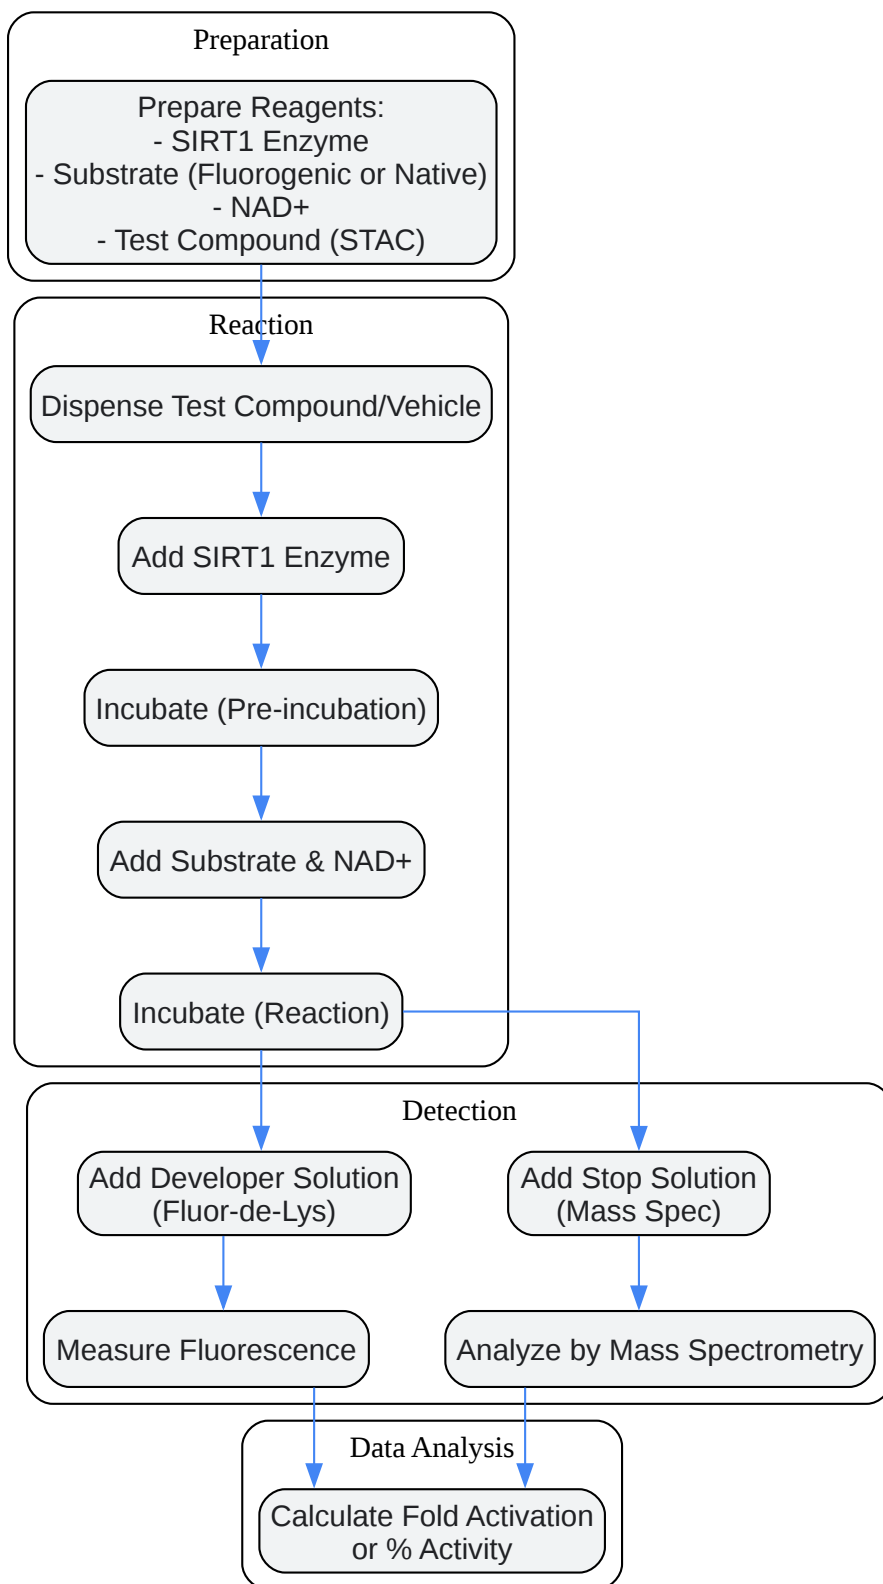 Preparation
Prepare Reagents:
- SIRT1 Enzyme
- Substrate (Fluorogenic or Native)
- NAD+
- Test Compound (STAC)
Reaction
Dispense Test Compound/Vehicle
Add SIRT1 Enzyme
Incubate (Pre-incubation)
Add Substrate & NAD+
Incubate (Reaction)
Detection
Add Developer Solution
(Fluor-de-Lys)
Add Stop Solution
(Mass Spec)
Measure Fluorescence
Analyze by Mass Spectrometry
Data Analysis
Calculate Fold Activation
or % Activity